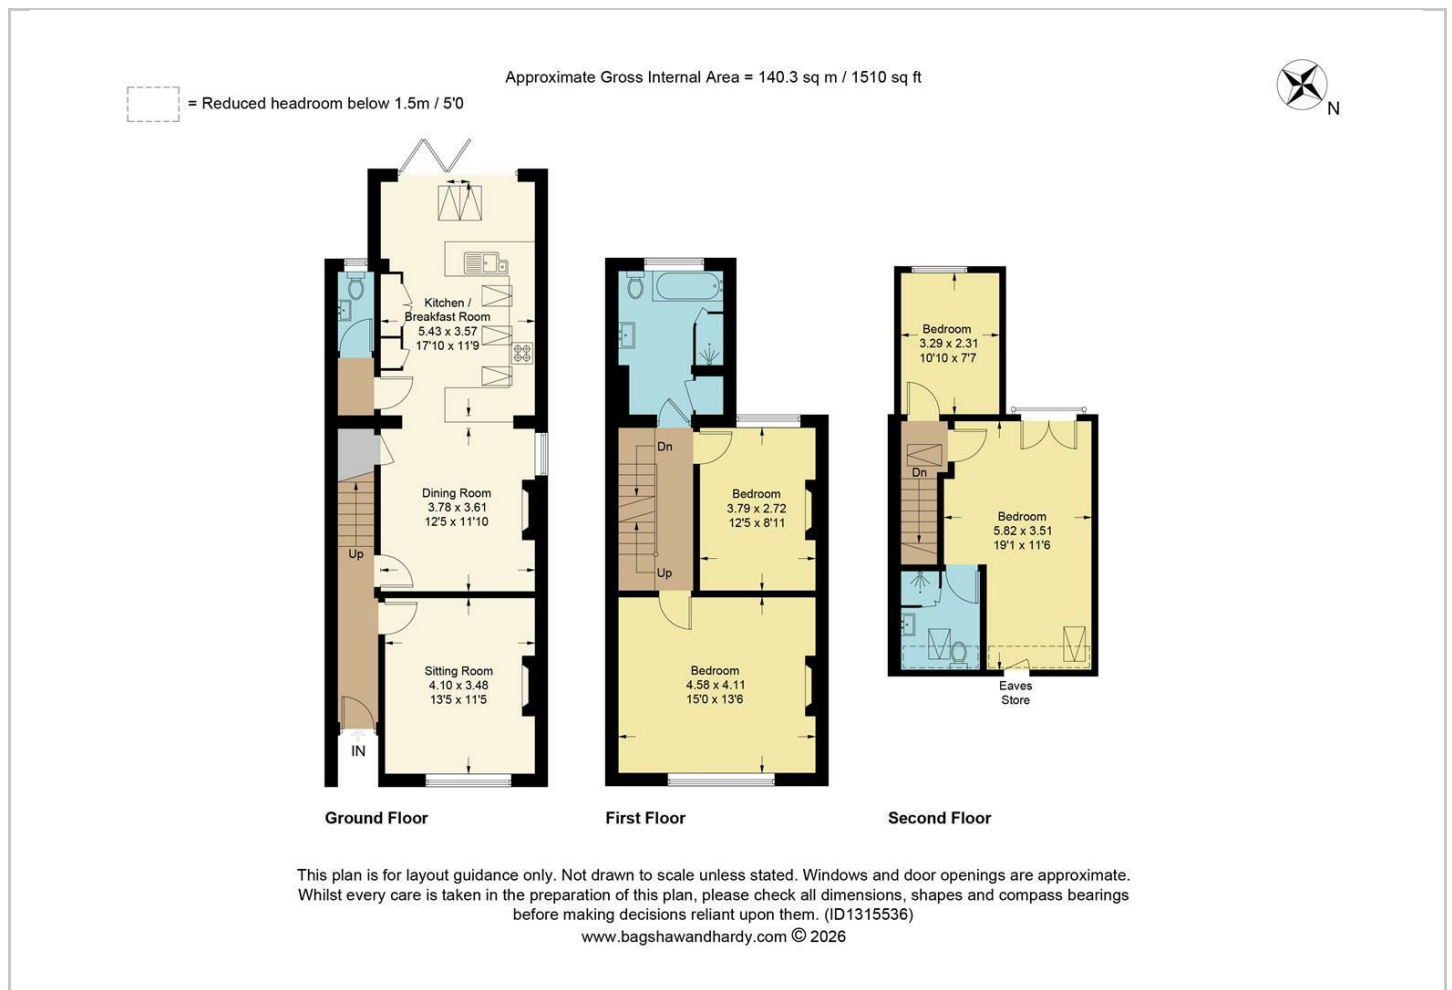 Approximate Gross Internal Area = 140.3 sq m / 1510 sq ft
= Reduced headroom below 1.5m / 5'0
N
Kitchen /
Breakfast Room
5.43 x 3.57
17'10 x 11'9
Dining Room
3.78 x 3.61
12'5 x 11'10
Up
Sitting Room
4.10 x 3.48
13'5 x 11'5
IN
Ground Floor
Dn
Bedroom
3.79 x 2.72
12'5 x 8'11
Up
Bedroom
4.58 x 4.11
15'0 x 13'6
First Floor
Bedroom
3.29 x 2.31
10'10 x 7'7
Dn
Bedroom
5.82 x 3.51
19'1 x 11'6
Eaves
Store
Second Floor
This plan is for layout guidance only. Not drawn to scale unless stated. Windows and door openings are approximate.
Whilst every care is taken in the preparation of this plan, please check all dimensions, shapes and compass bearings
before making decisions reliant upon them. (ID1315536)
www.bagshawandhardy.com © 2026